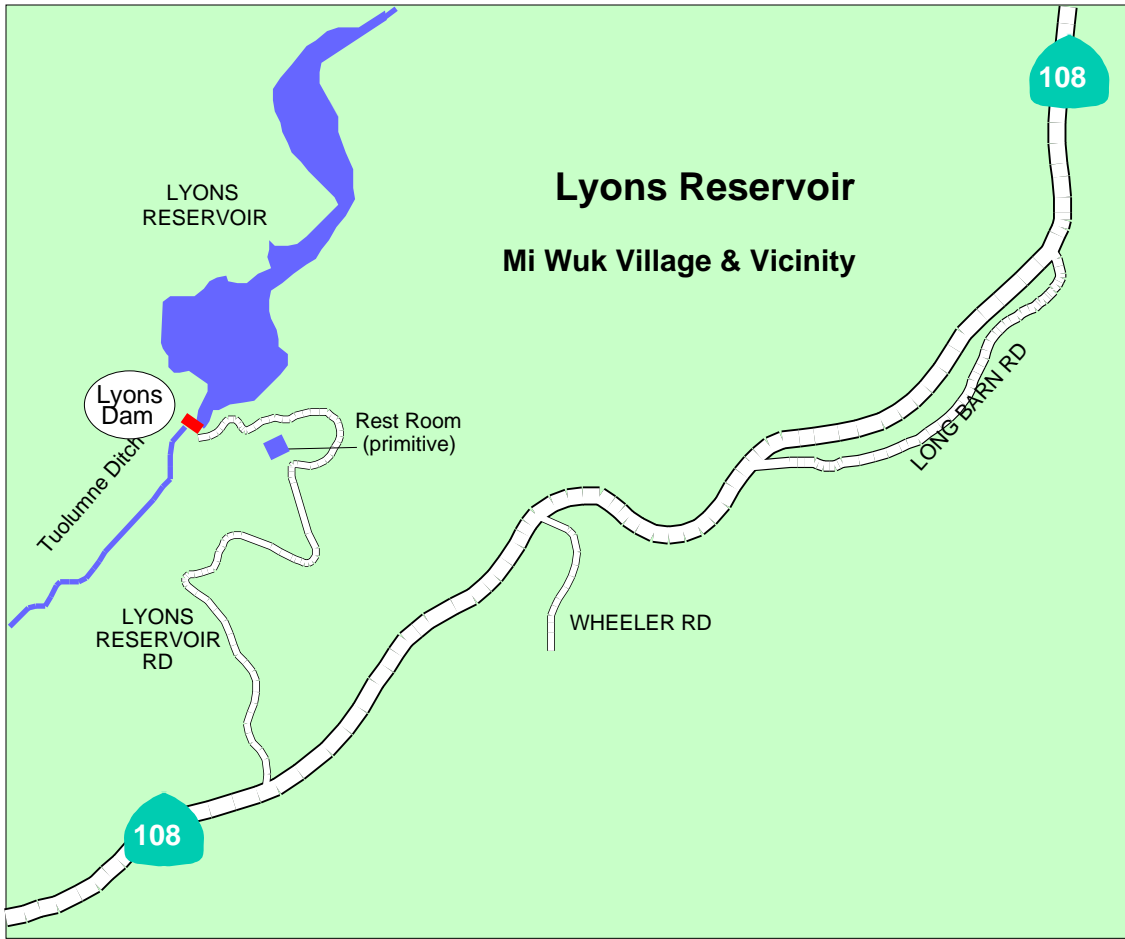 108
Lyons Reservoir
Mi Wuk Village & Vicinity
LYONS
RESERVOIR
LONG BARN RD
Lyons
Dam
Rest Room
(primitive)
Tuolumne Ditch
LYONS
RESERVOIR
RD
WHEELER RD
108